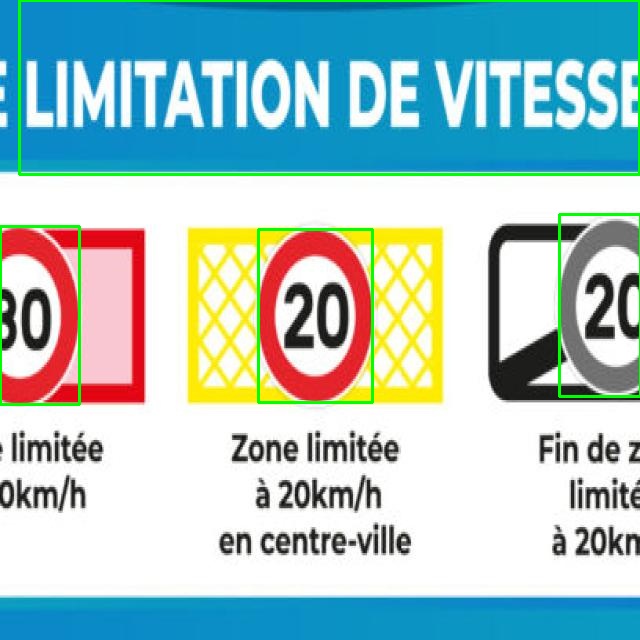 E LIMITATION DE VITESSE
30
20
20
e limitée
0km/h
Zone limitée
à 20km/h
en centre-ville
Fin de z
limité
à 20km